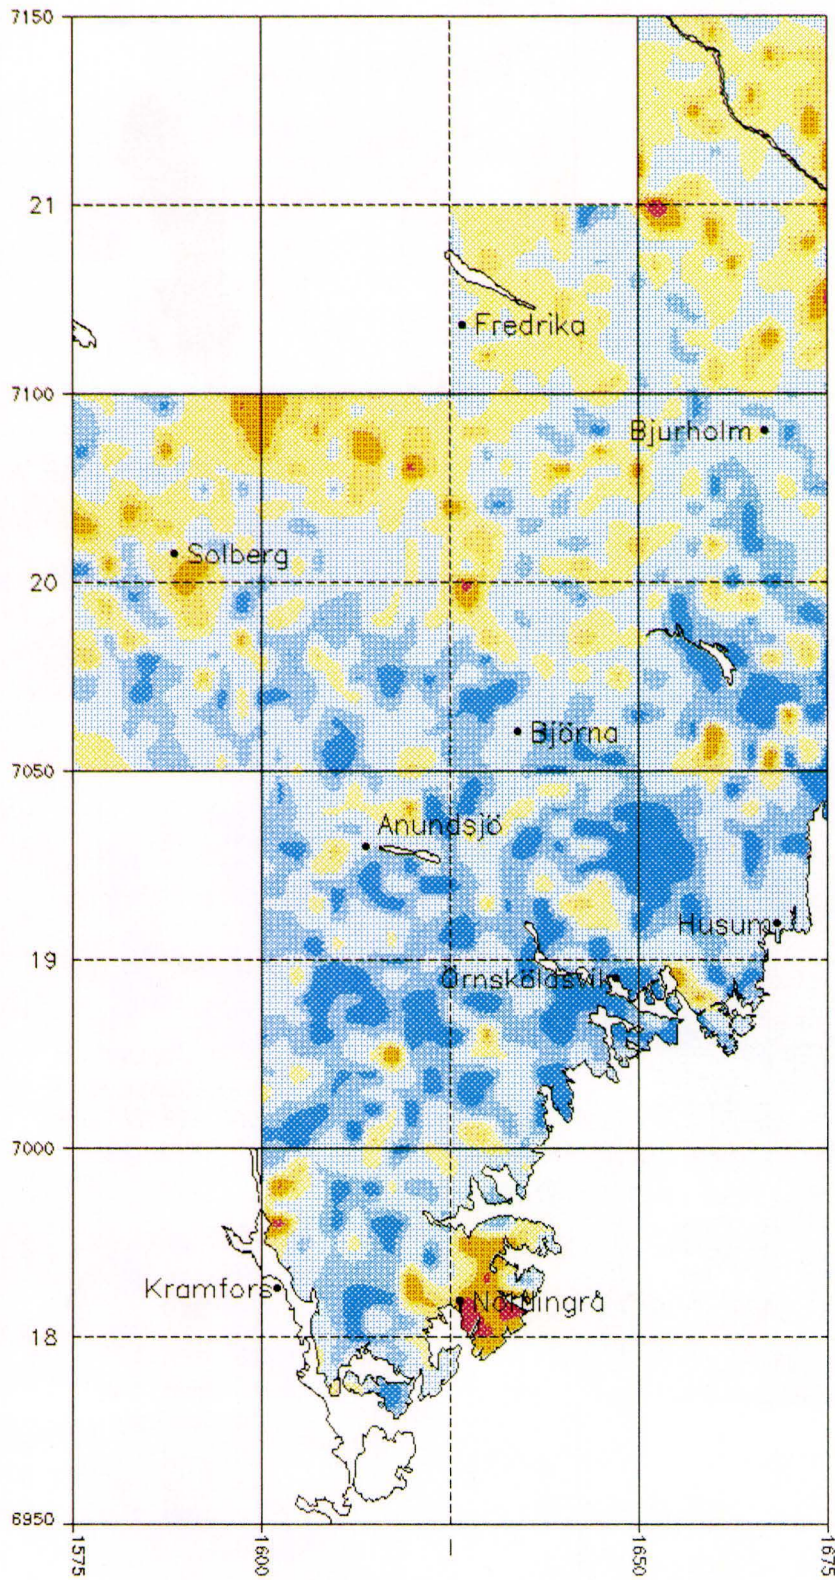 7150
21
Fredrika
7100
Bjurholm
Solberg
20
Björna
7050
Anundsjö
Husum
19
Örnsköldsvik
7000
Kramfors
Nordingrå
18
6950
1575
1600
1650
1675